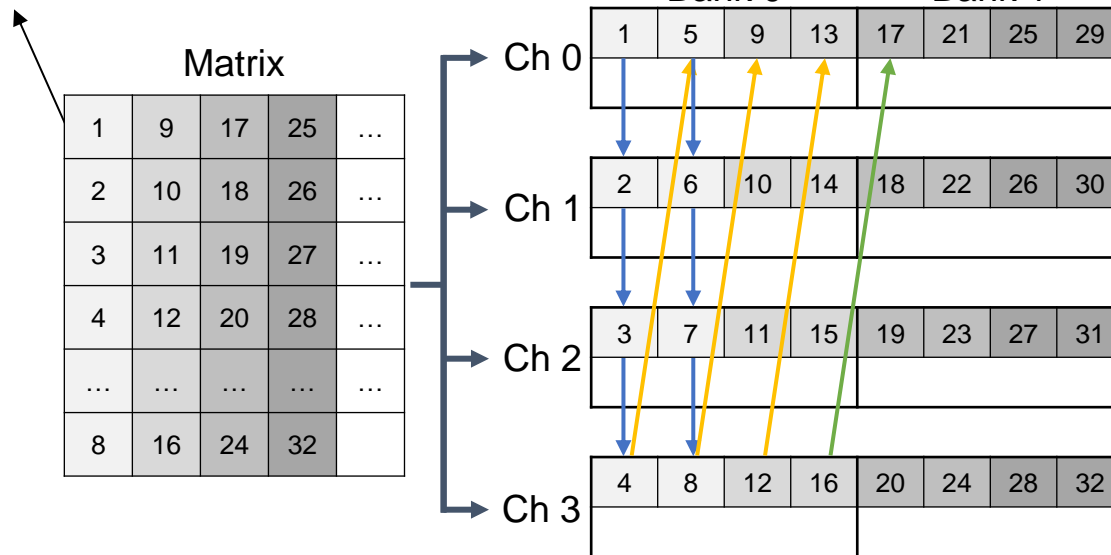 Matrix
1 9 17 25 …
2 10 18 26 …
3 11 19 27 …
4 12 20 28 …
… … … … …
8 16 24 32
Ch 0
1 5 9 13 17 21 25 29
Ch 1
2 6 10 14 18 22 26 30
Ch 2
3 7 11 15 19 23 27 31
Ch 3
4 8 12 16 20 24 28 32